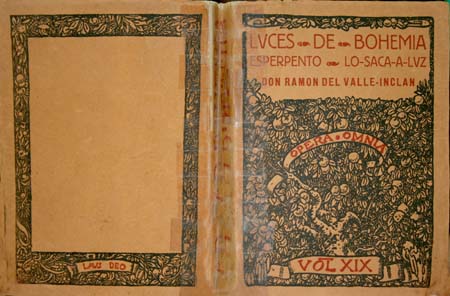 LVCES DE BOHEMIA
ESPERPENTO LO-SACA-A-LVZ
DON RAMON DEL VALLE-INCLAN
OPERA OMNIA
VOL XIX
LAUS DEO